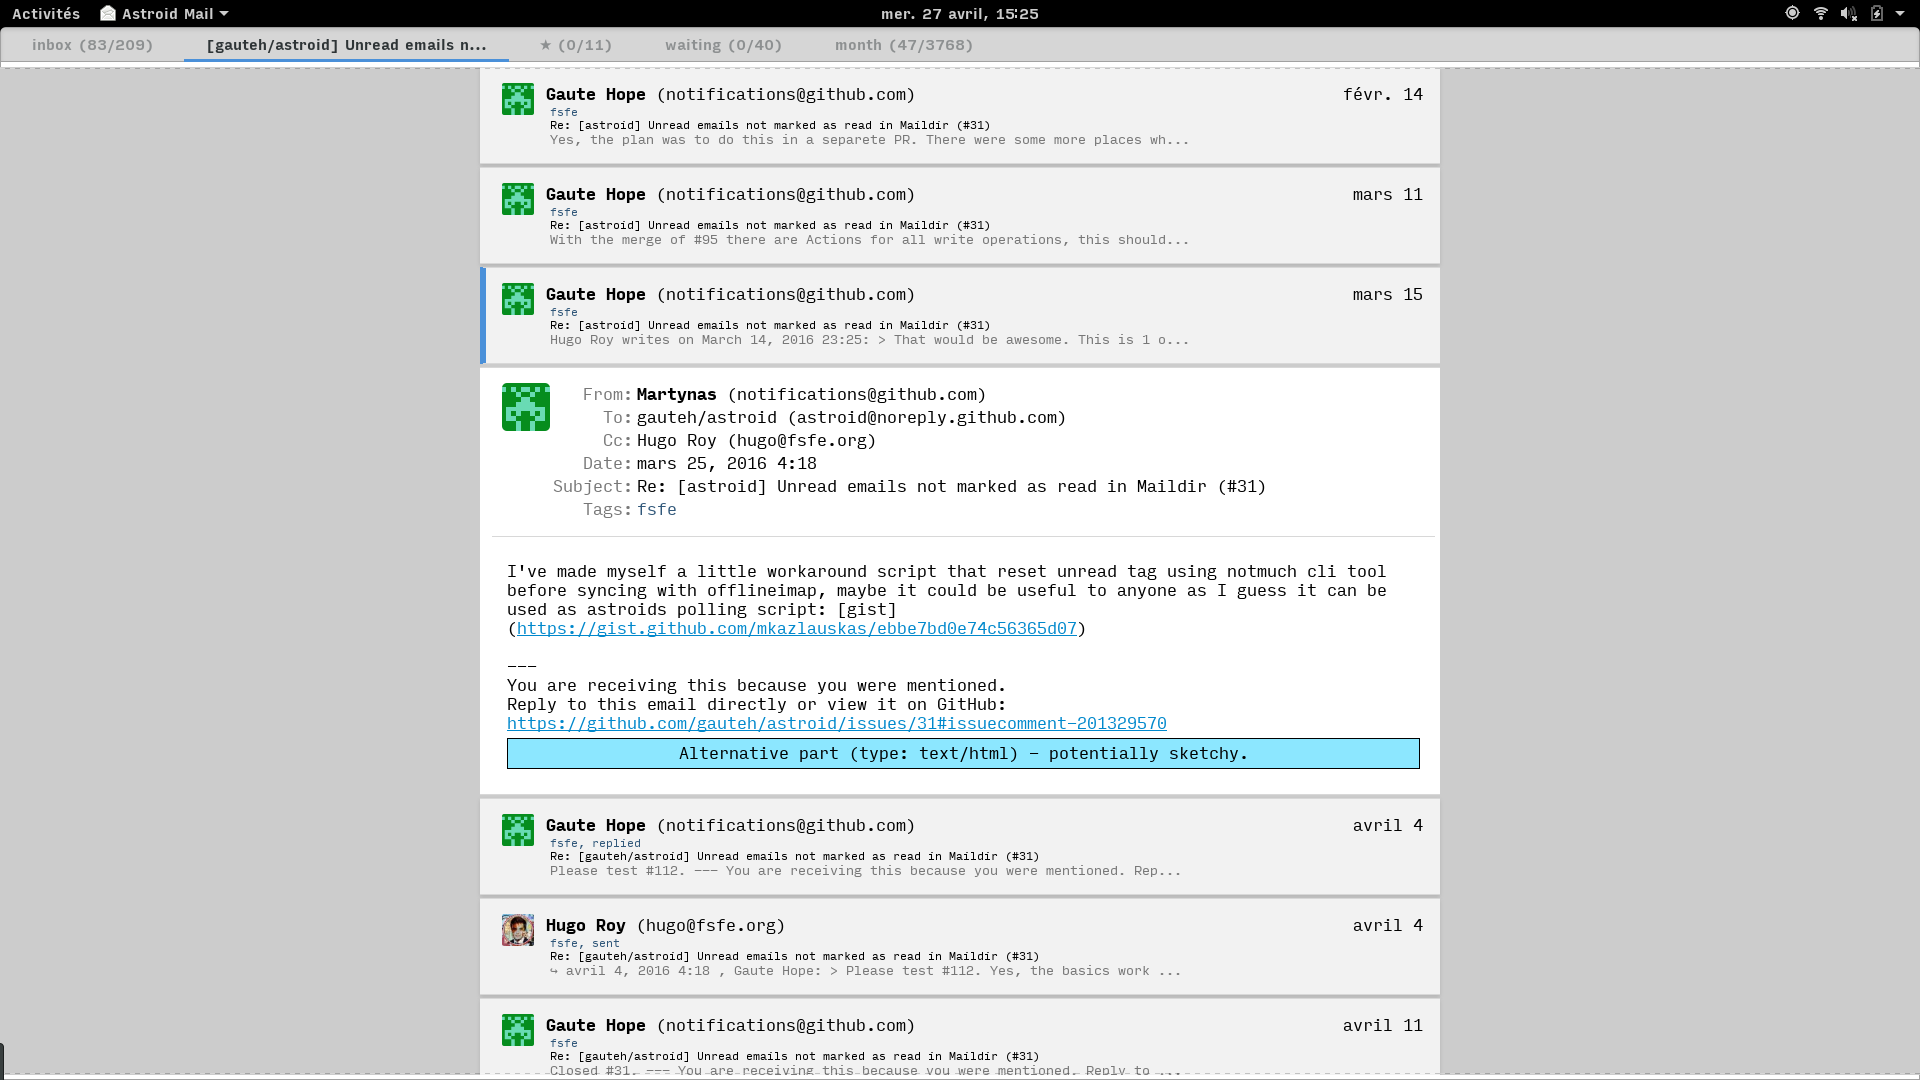 Activités Astroid Mail mer. 27 avril, 15:25
inbox (83/209) [gauteh/astroid] Unread emails n... ★ (0/11) waiting (0/40) month (47/3768)
Gaute Hope (notifications@github.com) févr. 14
fsfe
Re: [astroid] Unread emails not marked as read in Maildir (#31)
Yes, the plan was to do this in a separete PR. There were some more places wh...
Gaute Hope (notifications@github.com) mars 11
fsfe
Re: [astroid] Unread emails not marked as read in Maildir (#31)
With the merge of #95 there are Actions for all write operations, this should...
Gaute Hope (notifications@github.com) mars 15
fsfe
Re: [astroid] Unread emails not marked as read in Maildir (#31)
Hugo Roy writes on March 14, 2016 23:25: > That would be awesome. This is 1 o...
From: Martynas (notifications@github.com)
To: gauteh/astroid (astroid@noreply.github.com)
Cc: Hugo Roy (hugo@fsfe.org)
Date: mars 25, 2016 4:18
Subject: Re: [astroid] Unread emails not marked as read in Maildir (#31)
Tags: fsfe
I've made myself a little workaround script that reset unread tag using notmuch cli tool
before syncing with offlineimap, maybe it could be useful to anyone as I guess it can be
used as astroids polling script: [gist]
(https://gist.github.com/mkazlauskas/ebbe7bd0e74c56365d07)
---
You are receiving this because you were mentioned.
Reply to this email directly or view it on GitHub:
https://github.com/gauteh/astroid/issues/31#issuecomment-201329570
Alternative part (type: text/html) - potentially sketchy.
Gaute Hope (notifications@github.com) avril 4
fsfe, replied
Re: [gauteh/astroid] Unread emails not marked as read in Maildir (#31)
Please test #112. --- You are receiving this because you were mentioned. Rep...
Hugo Roy (hugo@fsfe.org) avril 4
fsfe, sent
Re: [gauteh/astroid] Unread emails not marked as read in Maildir (#31)
↪ avril 4, 2016 4:18 , Gaute Hope: > Please test #112. Yes, the basics work ...
Gaute Hope (notifications@github.com) avril 11
fsfe
Re: [gauteh/astroid] Unread emails not marked as read in Maildir (#31)
Closed #31. --- You are receiving this because you were mentioned. Reply to ...